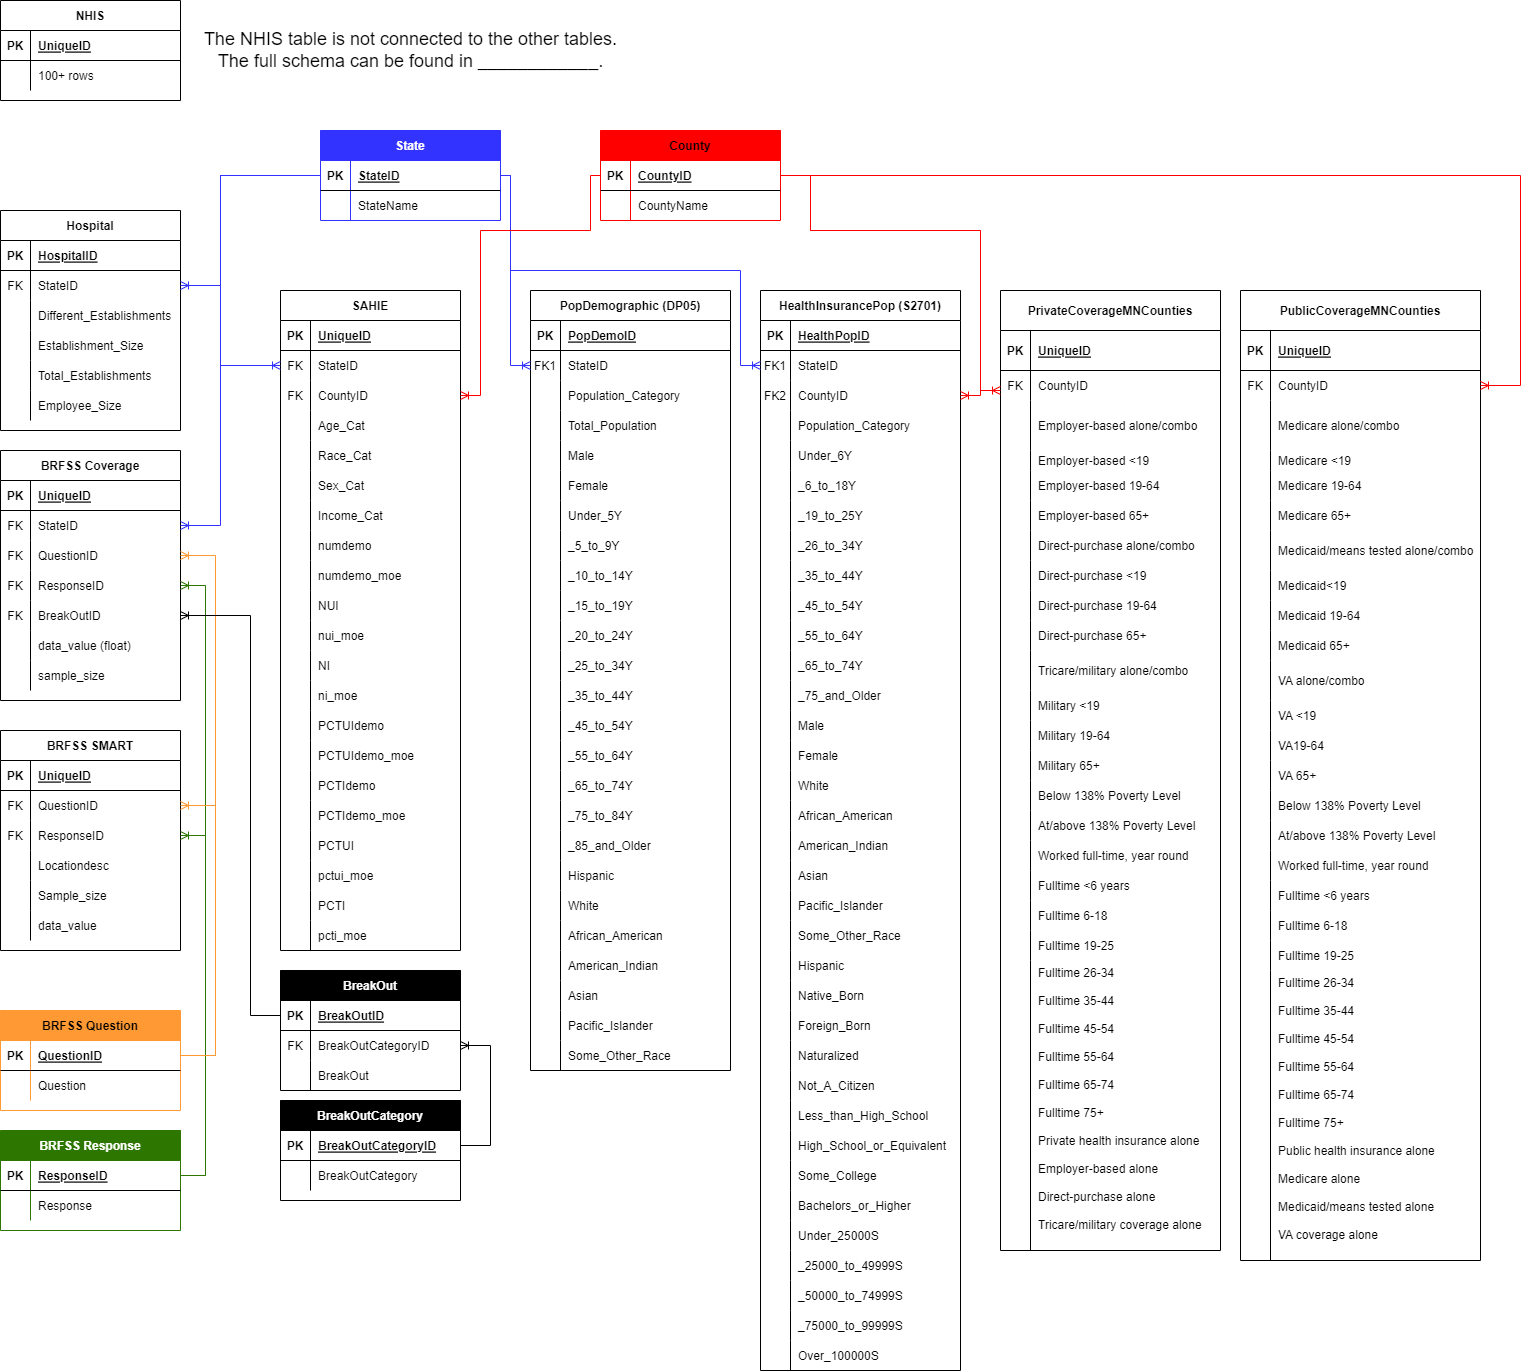 NHIS
PK UniqueID
100+ rows
The NHIS table is not connected to the other tables.
The full schema can be found in ____________.
State
PK StateID
StateName
County
PK CountyID
CountyName
Hospital
PK HospitalID
FK StateID
Different_Establishments
Establishment_Size
Total_Establishments
Employee_Size
BRFSS Coverage
PK UniqueID
FK StateID
FK QuestionID
FK ResponseID
FK BreakOutID
data_value (float)
sample_size
BRFSS SMART
PK UniqueID
FK QuestionID
FK ResponseID
Locationdesc
Sample_size
data_value
BRFSS Question
PK QuestionID
Question
BRFSS Response
PK ResponseID
Response
SAHIE
PK UniqueID
FK StateID
FK CountyID
Age_Cat
Race_Cat
Sex_Cat
Income_Cat
numdemo
numdemo_moe
NUI
nui_moe
NI
ni_moe
PCTUIdemo
PCTUIdemo_moe
PCTIdemo
PCTIdemo_moe
PCTUI
pctui_moe
PCTI
pcti_moe
BreakOut
PK BreakOutID
FK BreakOutCategoryID
BreakOut
BreakOutCategory
PK BreakOutCategoryID
BreakOutCategory
PopDemographic (DP05)
PK PopDemoID
FK1 StateID
Population_Category
Total_Population
Male
Female
Under_5Y
_5_to_9Y
_10_to_14Y
_15_to_19Y
_20_to_24Y
_25_to_34Y
_35_to_44Y
_45_to_54Y
_55_to_64Y
_65_to_74Y
_75_to_84Y
_85_and_Older
Hispanic
White
African_American
American_Indian
Asian
Pacific_Islander
Some_Other_Race
HealthInsurancePop (S2701)
PK HealthPopID
FK1 StateID
FK2 CountyID
Population_Category
Under_6Y
_6_to_18Y
_19_to_25Y
_26_to_34Y
_35_to_44Y
_45_to_54Y
_55_to_64Y
_65_to_74Y
_75_and_Older
Male
Female
White
African_American
American_Indian
Asian
Pacific_Islander
Some_Other_Race
Hispanic
Native_Born
Foreign_Born
Naturalized
Not_A_Citizen
Less_than_High_School
High_School_or_Equivalent
Some_College
Bachelors_or_Higher
Under_25000S
_25000_to_49999S
_50000_to_74999S
_75000_to_99999S
Over_100000S
PrivateCoverageMNCounties
PK UniqueID
FK CountyID
Employer-based alone/combo
Employer-based <19
Employer-based 19-64
Employer-based 65+
Direct-purchase alone/combo
Direct-purchase <19
Direct-purchase 19-64
Direct-purchase 65+
Tricare/military alone/combo
Military <19
Military 19-64
Military 65+
Below 138% Poverty Level
At/above 138% Poverty Level
Worked full-time, year round
Fulltime <6 years
Fulltime 6-18
Fulltime 19-25
Fulltime 26-34
Fulltime 35-44
Fulltime 45-54
Fulltime 55-64
Fulltime 65-74
Fulltime 75+
Private health insurance alone
Employer-based alone
Direct-purchase alone
Tricare/military coverage alone
PublicCoverageMNCounties
PK UniqueID
FK CountyID
Medicare alone/combo
Medicare <19
Medicare 19-64
Medicare 65+
Medicaid/means tested alone/combo
Medicaid<19
Medicaid 19-64
Medicaid 65+
VA alone/combo
VA <19
VA19-64
VA 65+
Below 138% Poverty Level
At/above 138% Poverty Level
Worked full-time, year round
Fulltime <6 years
Fulltime 6-18
Fulltime 19-25
Fulltime 26-34
Fulltime 35-44
Fulltime 45-54
Fulltime 55-64
Fulltime 65-74
Fulltime 75+
Public health insurance alone
Medicare alone
Medicaid/means tested alone
VA coverage alone